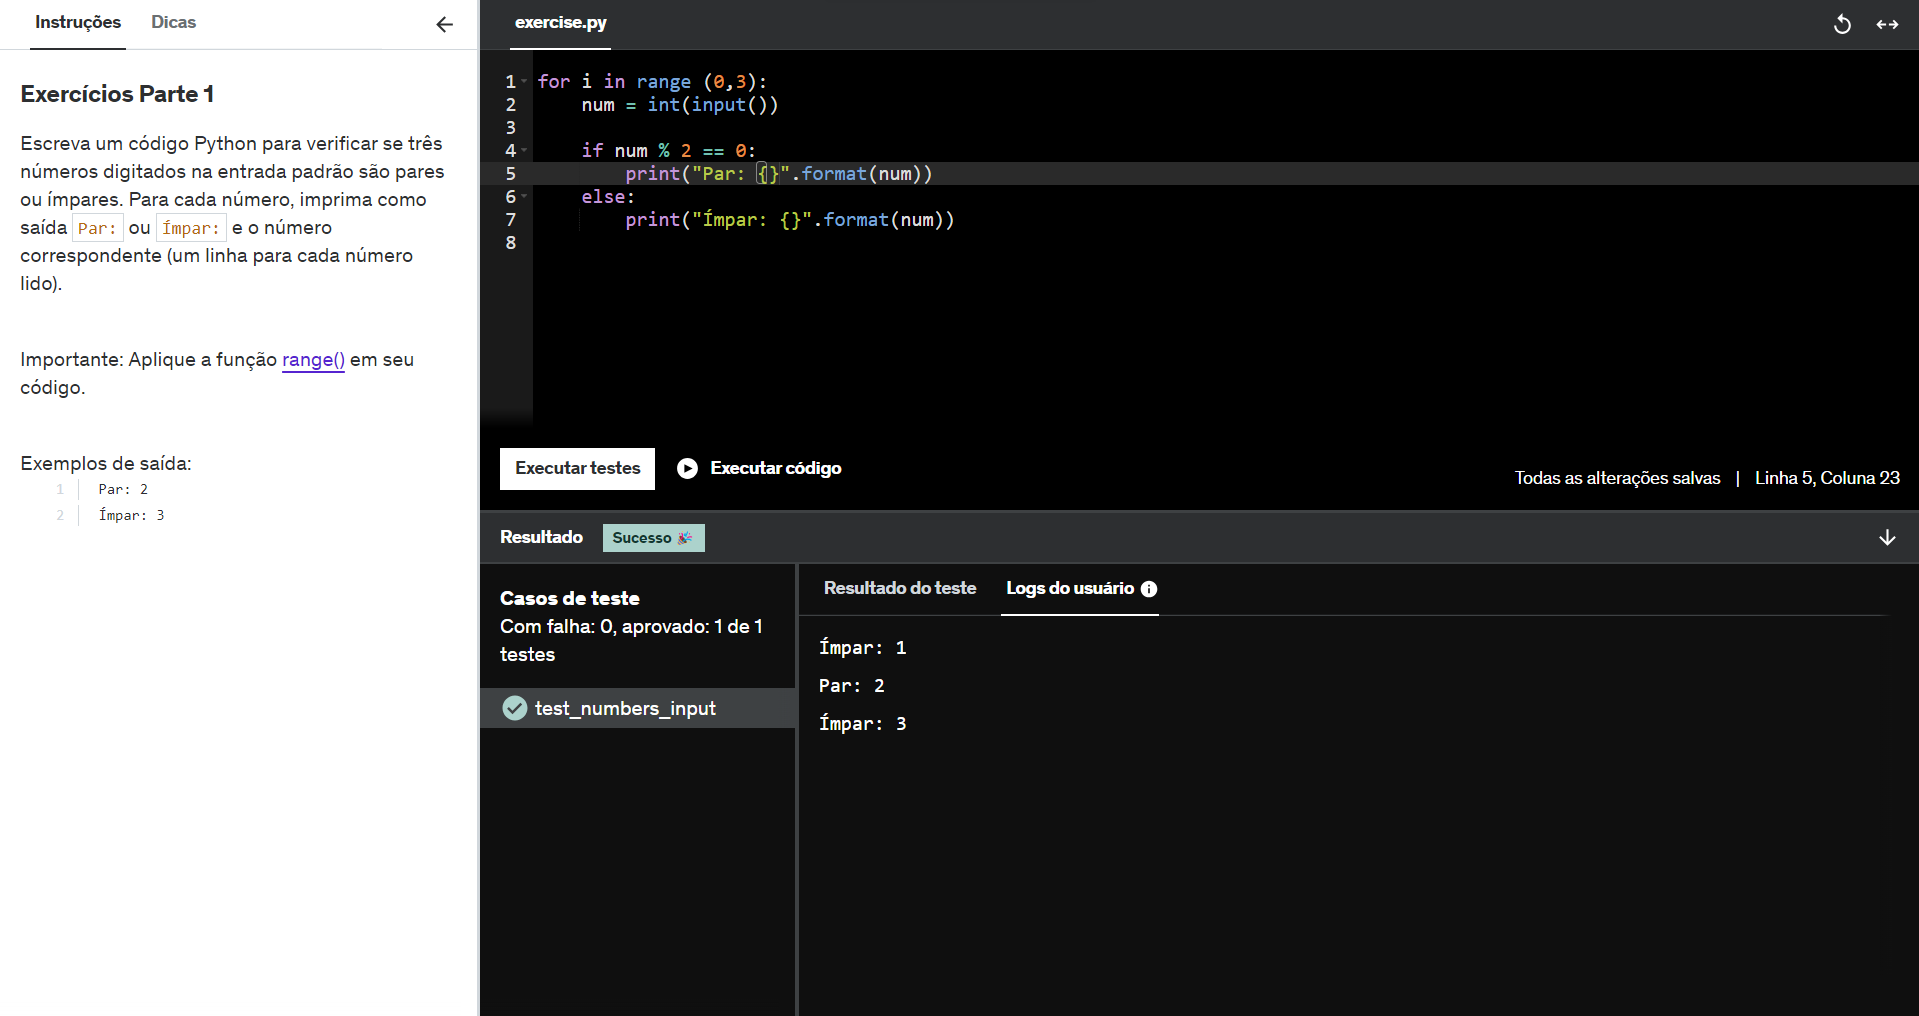 Instruções Dicas
Exercícios Parte 1
Escreva um código Python para verificar se três
números digitados na entrada padrão são pares
ou ímpares. Para cada número, imprima como
saída Par: ou Ímpar: e o número
correspondente (um linha para cada número
lido).
Importante: Aplique a função range() em seu
código.
Exemplos de saída:
1 Par: 2
2 Ímpar: 3
exercise.py
1 for i in range (0,3):
2     num = int(input())
3
4     if num % 2 == 0:
5         print("Par: {}".format(num))
6     else:
7         print("Ímpar: {}".format(num))
8
Executar testes Executar código
Todas as alterações salvas | Linha 5, Coluna 23
Resultado Sucesso 🎉
Casos de teste
Com falha: 0, aprovado: 1 de 1
testes
test_numbers_input
Resultado do teste Logs do usuário
Ímpar: 1
Par: 2
Ímpar: 3